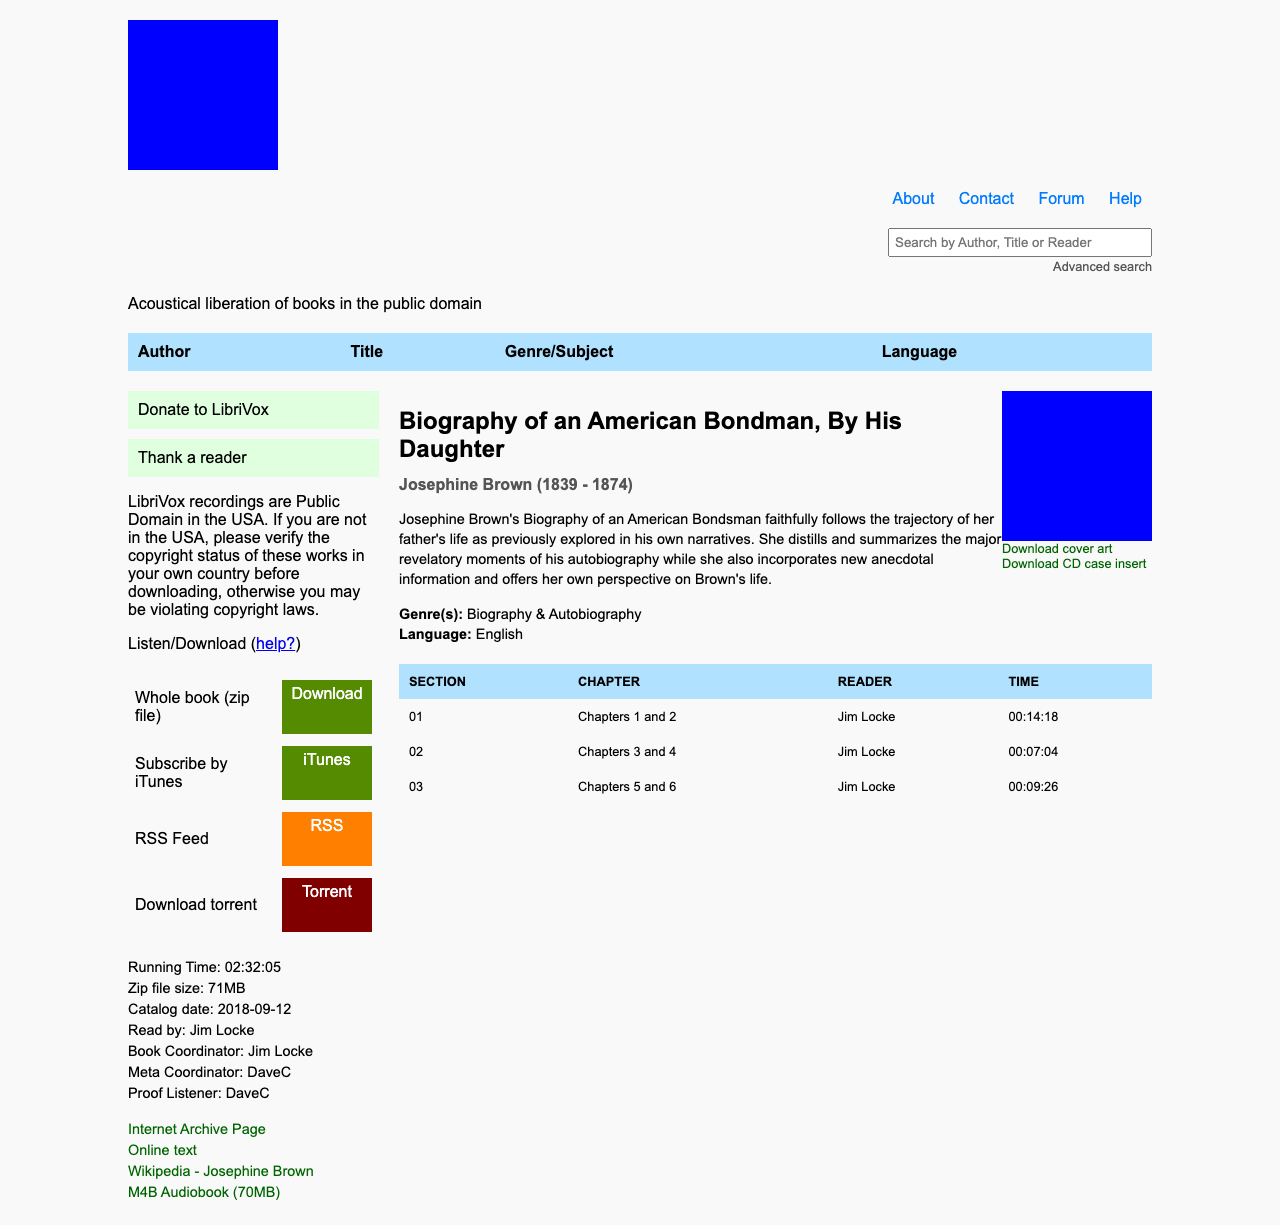 About Contact Forum Help
Search by Author, Title or Reader
Advanced search
Acoustical liberation of books in the public domain
Author Title Genre/Subject Language
Donate to LibriVox
Thank a reader
LibriVox recordings are Public
Domain in the USA. If you are not
in the USA, please verify the
copyright status of these works in
your own country before
downloading, otherwise you may
be violating copyright laws.
Listen/Download (help?)
Whole book (zip
file)
Download
Subscribe by
iTunes
iTunes
RSS Feed
RSS
Download torrent
Torrent
Running Time: 02:32:05
Zip file size: 71MB
Catalog date: 2018-09-12
Read by: Jim Locke
Book Coordinator: Jim Locke
Meta Coordinator: DaveC
Proof Listener: DaveC
Internet Archive Page
Online text
Wikipedia - Josephine Brown
M4B Audiobook (70MB)
Biography of an American Bondman, By His
Daughter
Josephine Brown (1839 - 1874)
Josephine Brown's Biography of an American Bondsman faithfully follows the trajectory of her
father's life as previously explored in his own narratives. She distills and summarizes the major
revelatory moments of his autobiography while she also incorporates new anecdotal
information and offers her own perspective on Brown's life.
Genre(s): Biography & Autobiography
Language: English
Download cover art
Download CD case insert
SECTION CHAPTER READER TIME
01 Chapters 1 and 2 Jim Locke 00:14:18
02 Chapters 3 and 4 Jim Locke 00:07:04
03 Chapters 5 and 6 Jim Locke 00:09:26